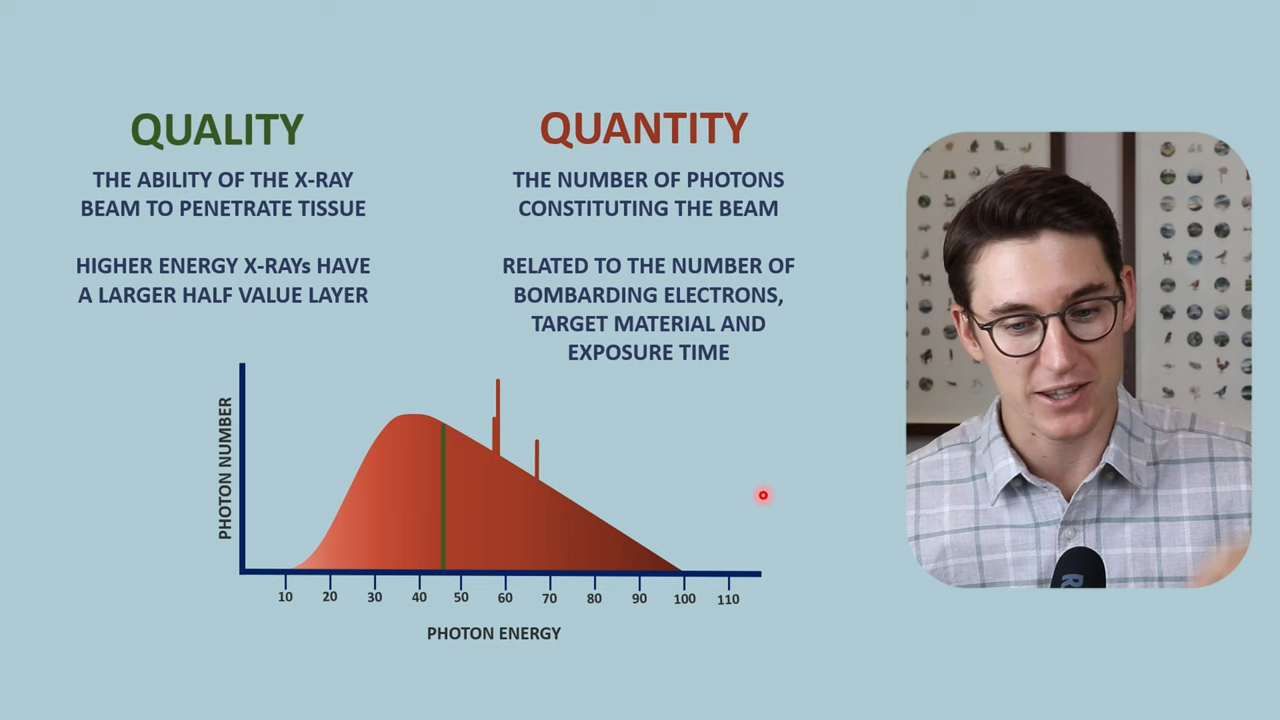 QUALITY
THE ABILITY OF THE X-RAY
BEAM TO PENETRATE TISSUE
HIGHER ENERGY X-RAYs HAVE
A LARGER HALF VALUE LAYER
QUANTITY
THE NUMBER OF PHOTONS
CONSTITUTING THE BEAM
RELATED TO THE NUMBER OF
BOMBARDING ELECTRONS,
TARGET MATERIAL AND
EXPOSURE TIME
PHOTON NUMBER
10 20 30 40 50 60 70 80 90 100 110
PHOTON ENERGY
R